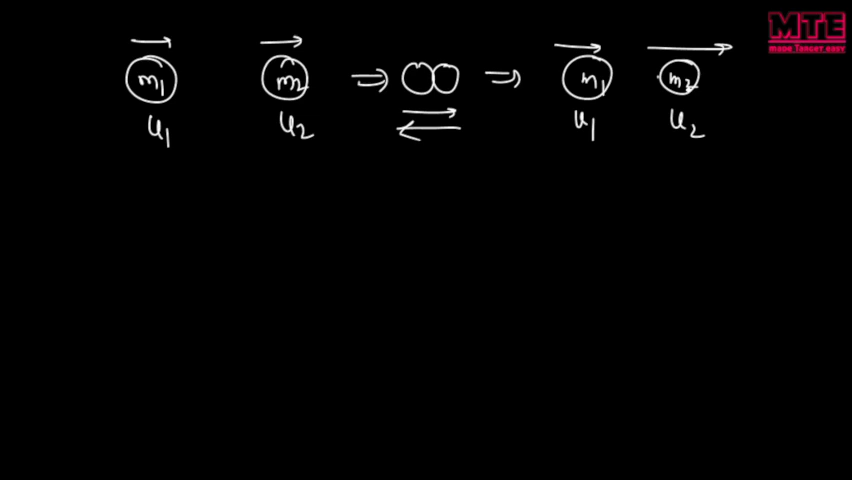 MTE
made Target easy
m1 m2 ⇒ ⇒ m1 m2
u1 u2 u1 u2